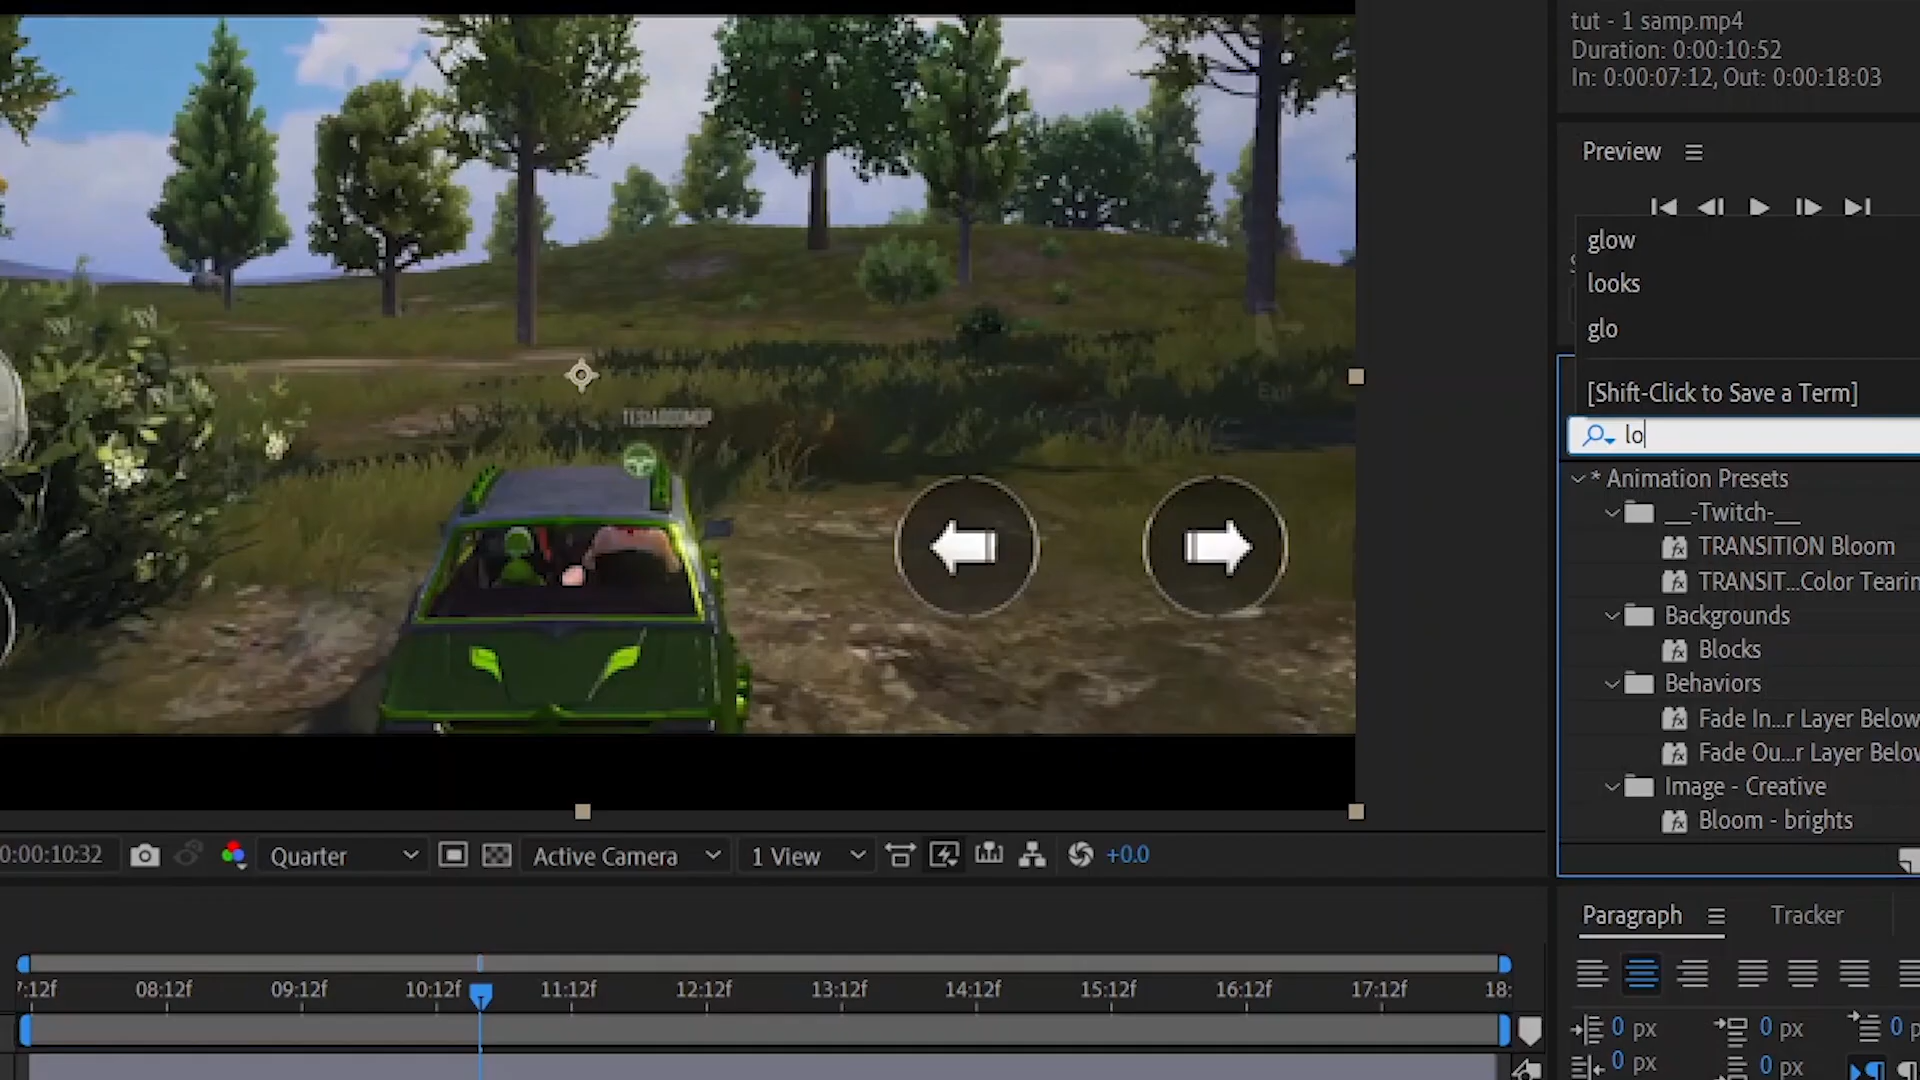 tut - 1 samp.mp4
Duration: 0:00:10:52
In: 0:00:07:12, Out: 0:00:18:03
Preview
glow
looks
glo
[Shift-Click to Save a Term]
lo
* Animation Presets
__-Twitch-__
TRANSITION Bloom
TRANSIT...Color Tearin
Backgrounds
Blocks
Behaviors
Fade In...r Layer Below
Fade Ou...r Layer Below
Image - Creative
Bloom - brights
Exit
0:00:10:32
Quarter
Active Camera
1 View
+0.0
Paragraph
Tracker
7:12f
08:12f
09:12f
10:12f
11:12f
12:12f
13:12f
14:12f
15:12f
16:12f
17:12f
18:
0 px
0 px
0 p
0 px
0 px